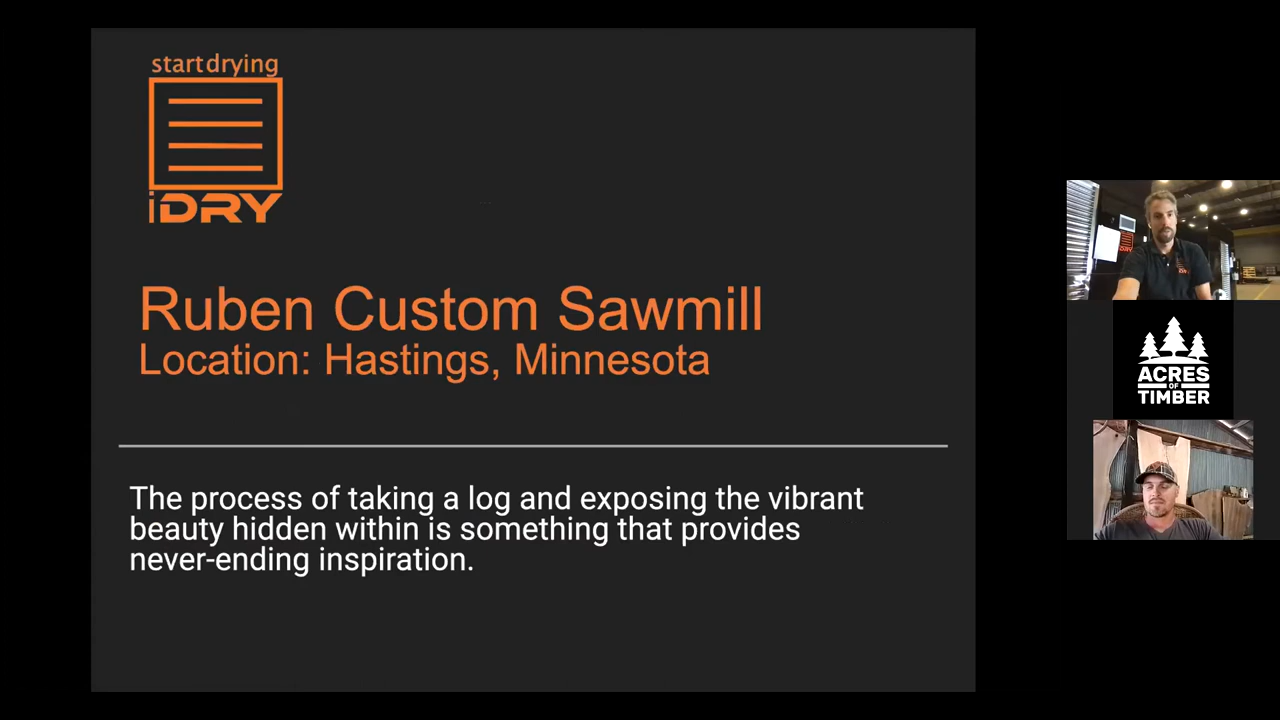 startdrying
iDRY
Ruben Custom Sawmill
Location: Hastings, Minnesota
The process of taking a log and exposing the vibrant
beauty hidden within is something that provides
never-ending inspiration.
ACRES
OF
TIMBER